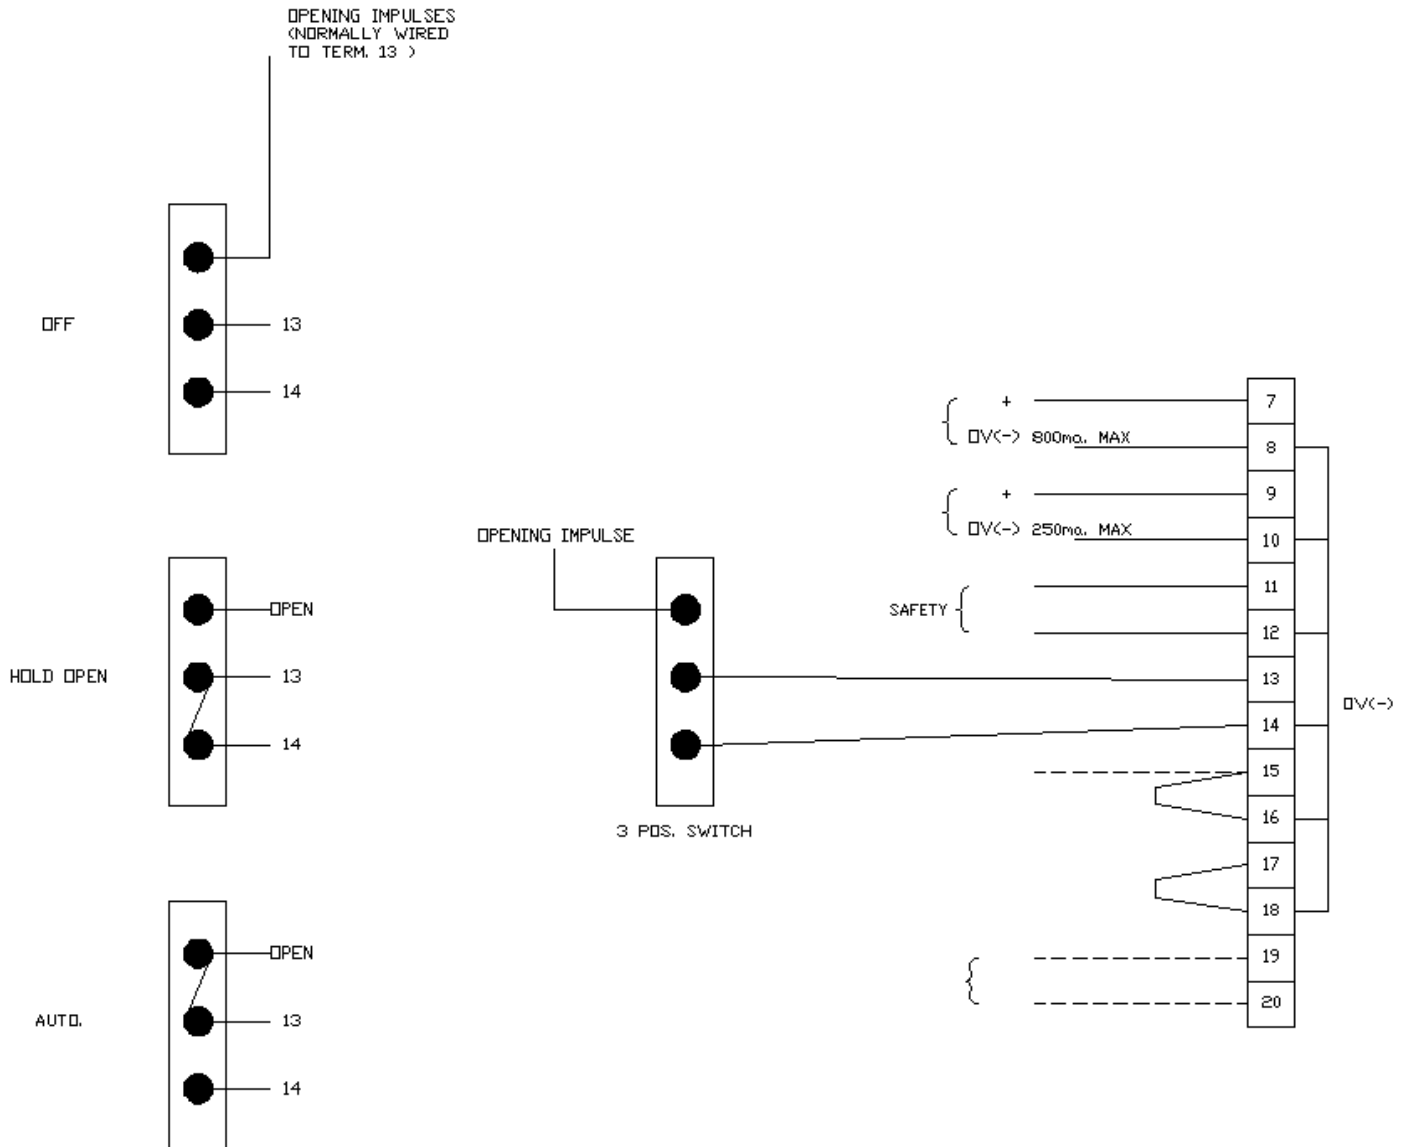 OPENING IMPULSES
(NORMALLY WIRED
TO TERM. 13 )
OFF
13
14
HOLD OPEN
OPEN
13
14
AUTO.
OPEN
13
14
OPENING IMPULSE
3 POS. SWITCH
+
0V(-) 800ma. MAX
+
0V(-) 250ma. MAX
SAFETY
7
8
9
10
11
12
13
14
15
16
17
18
19
20
0V(-)